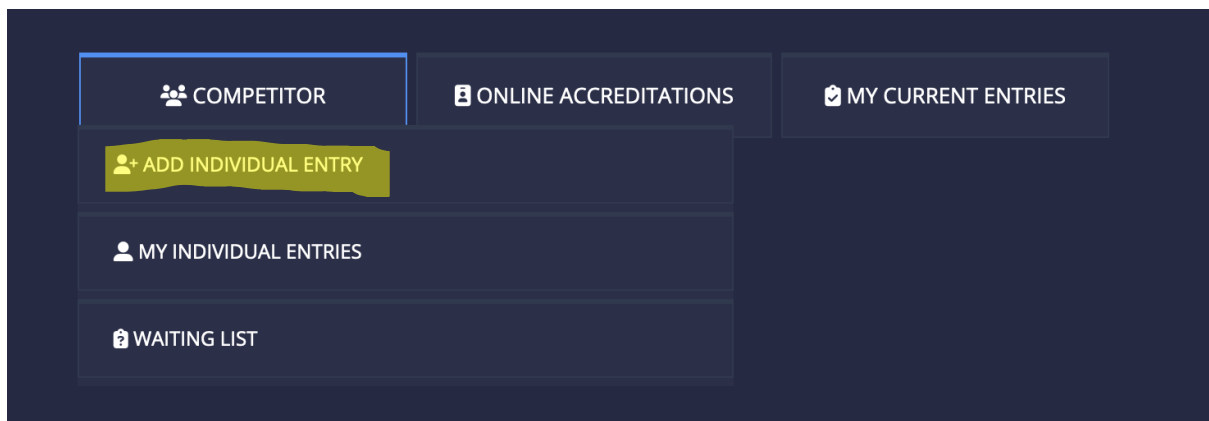 COMPETITOR
ONLINE ACCREDITATIONS
MY CURRENT ENTRIES
ADD INDIVIDUAL ENTRY
MY INDIVIDUAL ENTRIES
WAITING LIST